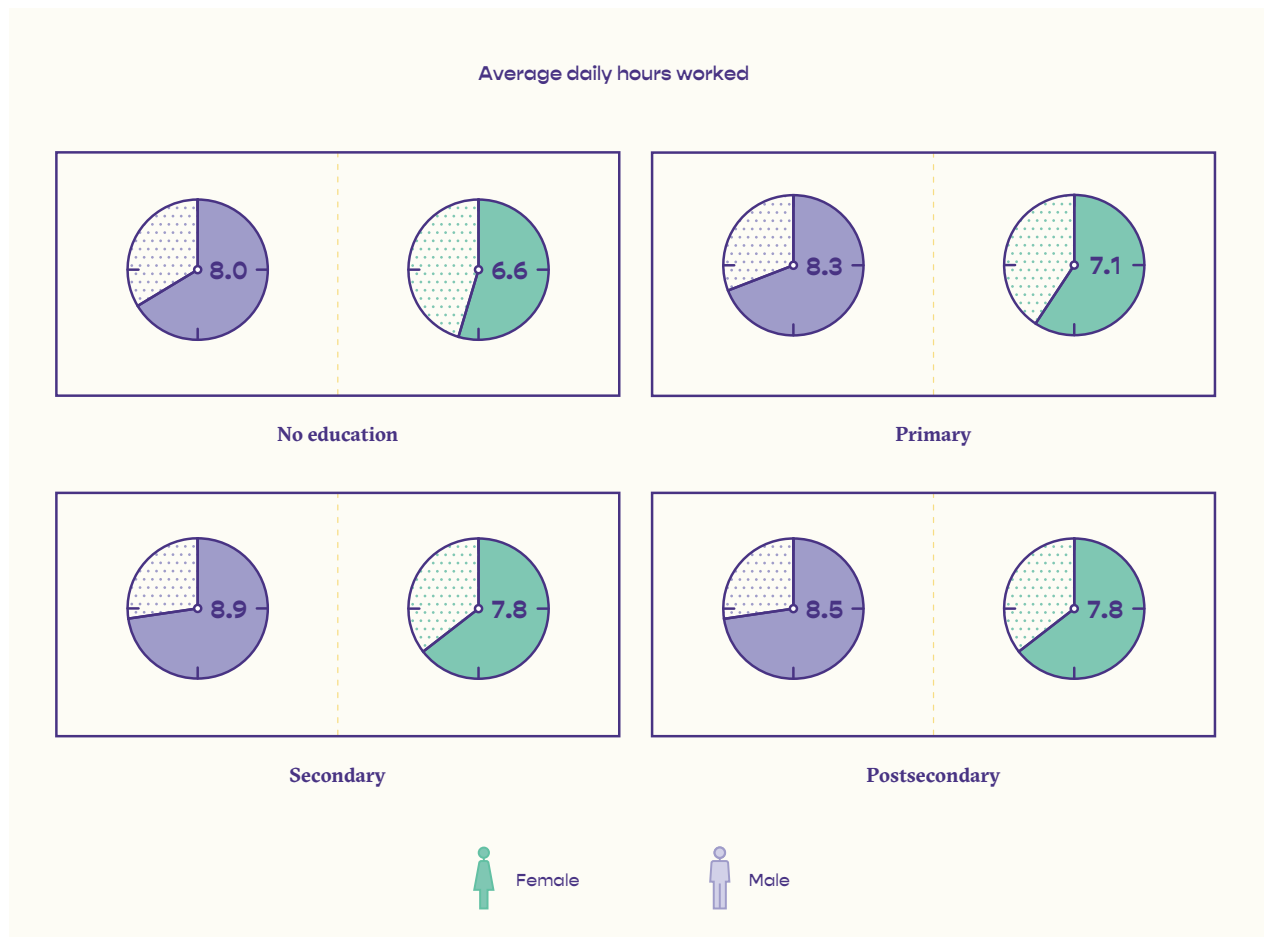 Average daily hours worked
8.0 6.6
8.3 7.1
No education
Primary
8.9 7.8
8.5 7.8
Secondary
Postsecondary
Female
Male